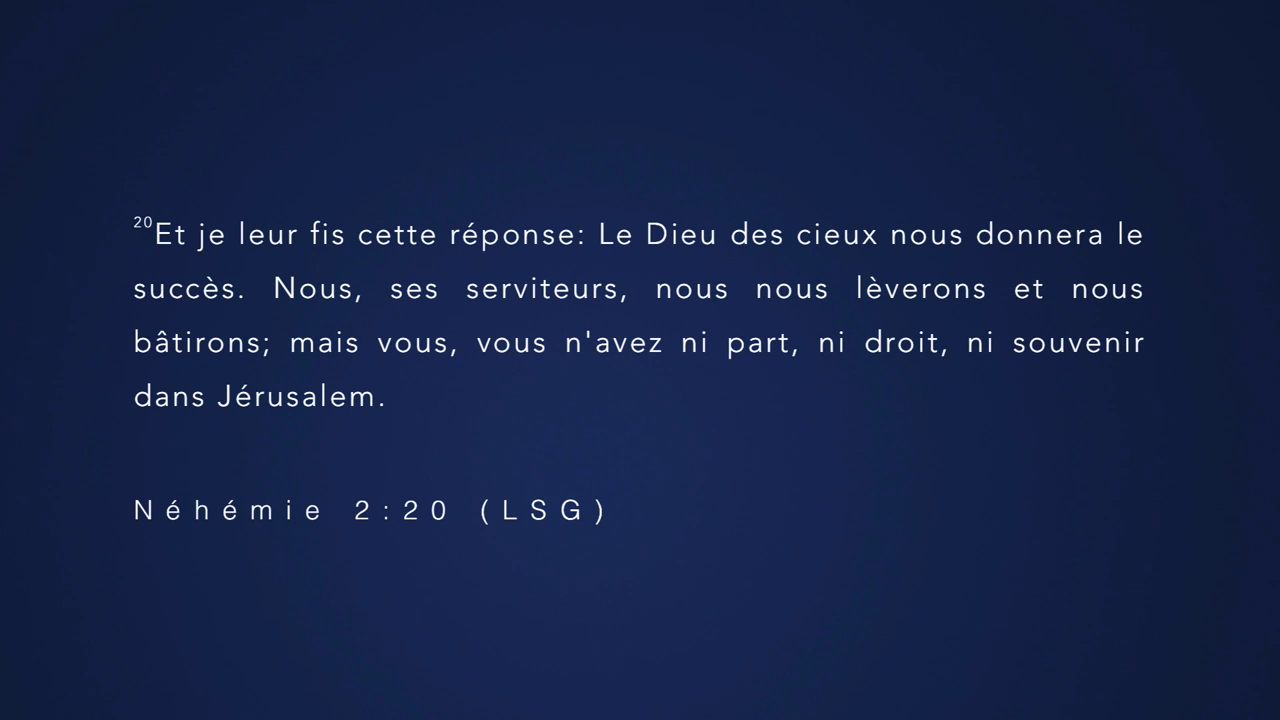 20Et je leur fis cette réponse: Le Dieu des cieux nous donnera le
succès. Nous, ses serviteurs, nous nous lèverons et nous
bâtirons; mais vous, vous n'avez ni part, ni droit, ni souvenir
dans Jérusalem.
Néhémie 2:20 (LSG)